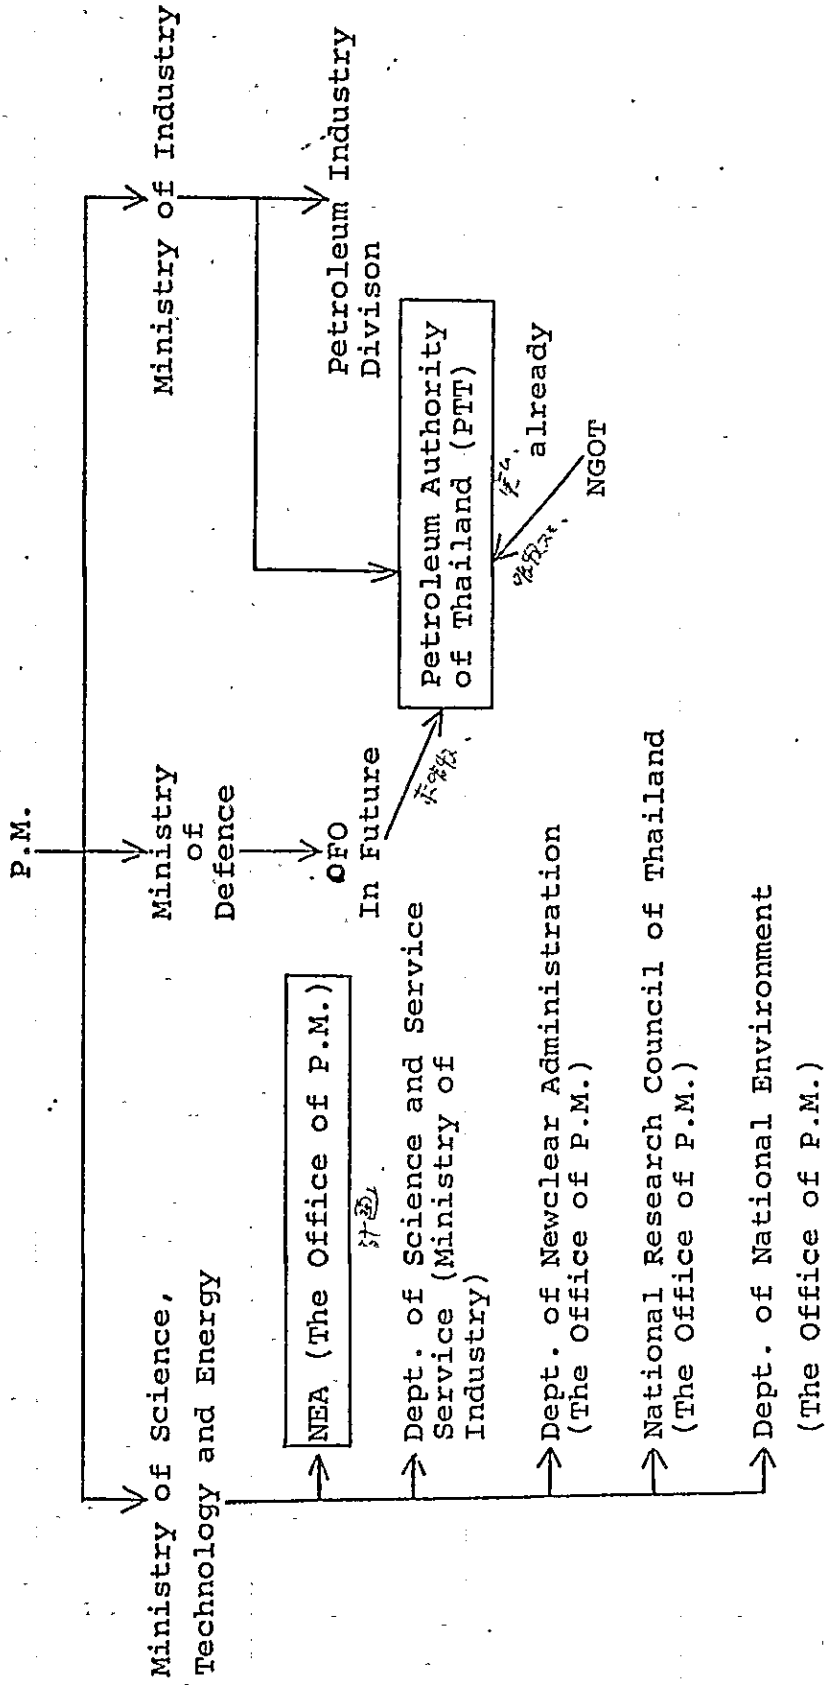 P.M.
Ministry of Science,
Technology and Energy
Ministry
of
Defence
Ministry of Industry
NEA (The Office of P.M.)
計画
Dept. of Science and Service
Service (Ministry of
Industry)
Dept. of Newclear Administration
(The Office of P.M.)
National Research Council of Thailand
(The Office of P.M.)
Dept. of National Environment
(The Office of P.M.)
OFO
In Future
Petroleum Industry
Divison
Petroleum Authority
of Thailand (PTT)
already
NGOT